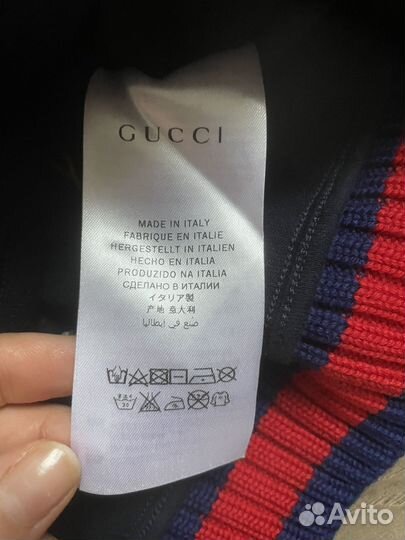 GUCCI
MADE IN ITALY
FABRIQUE EN ITALIE
HERGESTELLT IN ITALIEN
HECHO EN ITALIA
PRODUZIDO NA ITALIA
СДЕЛАНО В ИТАЛИИ
イタリア製
产地 意大利
صنع في إيطاليا
30
Avito